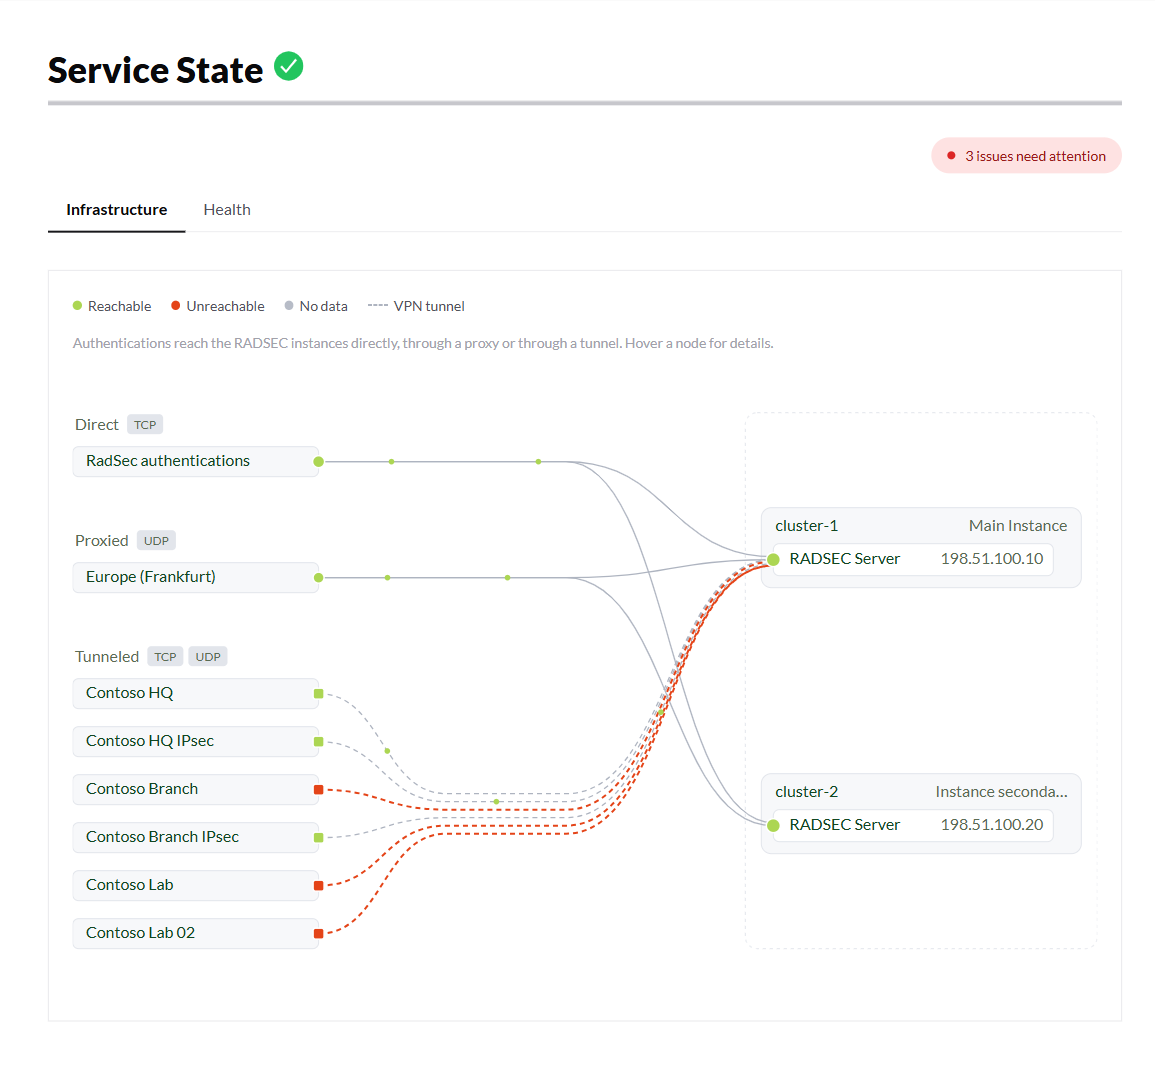 Service State
3 issues need attention
Infrastructure Health
Reachable Unreachable No data VPN tunnel
Authentications reach the RADSEC instances directly, through a proxy or through a tunnel. Hover a node for details.
Direct TCP
RadSec authentications
Proxied UDP
Europe (Frankfurt)
Tunneled TCP UDP
Contoso HQ
Contoso HQ IPsec
Contoso Branch
Contoso Branch IPsec
Contoso Lab
Contoso Lab 02
cluster-1 Main Instance
RADSEC Server 198.51.100.10
cluster-2 Instance seconda...
RADSEC Server 198.51.100.20